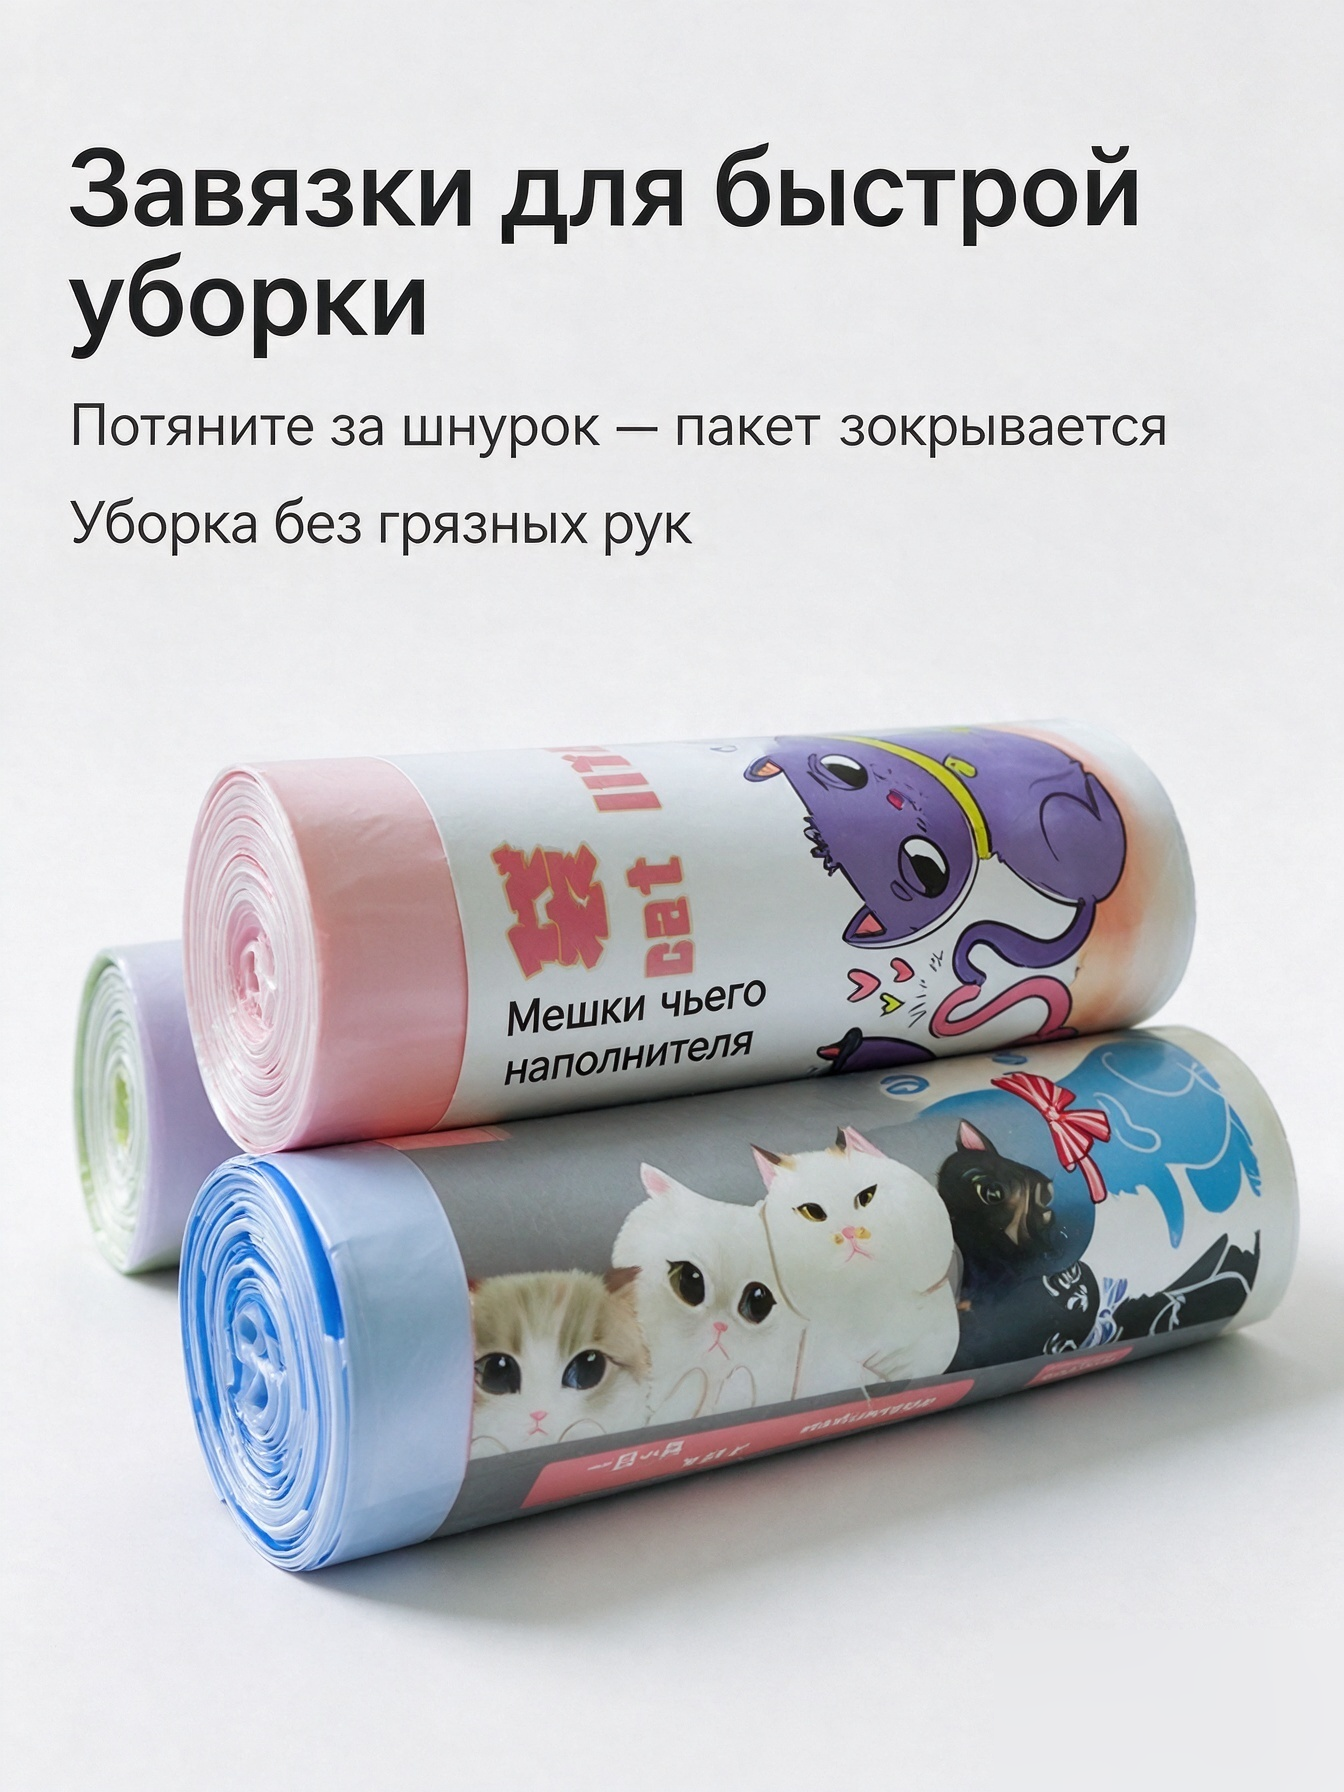 Завязки для быстрой
уборки
Потяните за шнурок — пакет зокрывается
Уборка без грязных рук
cat
Мешки чьего
наполнителя